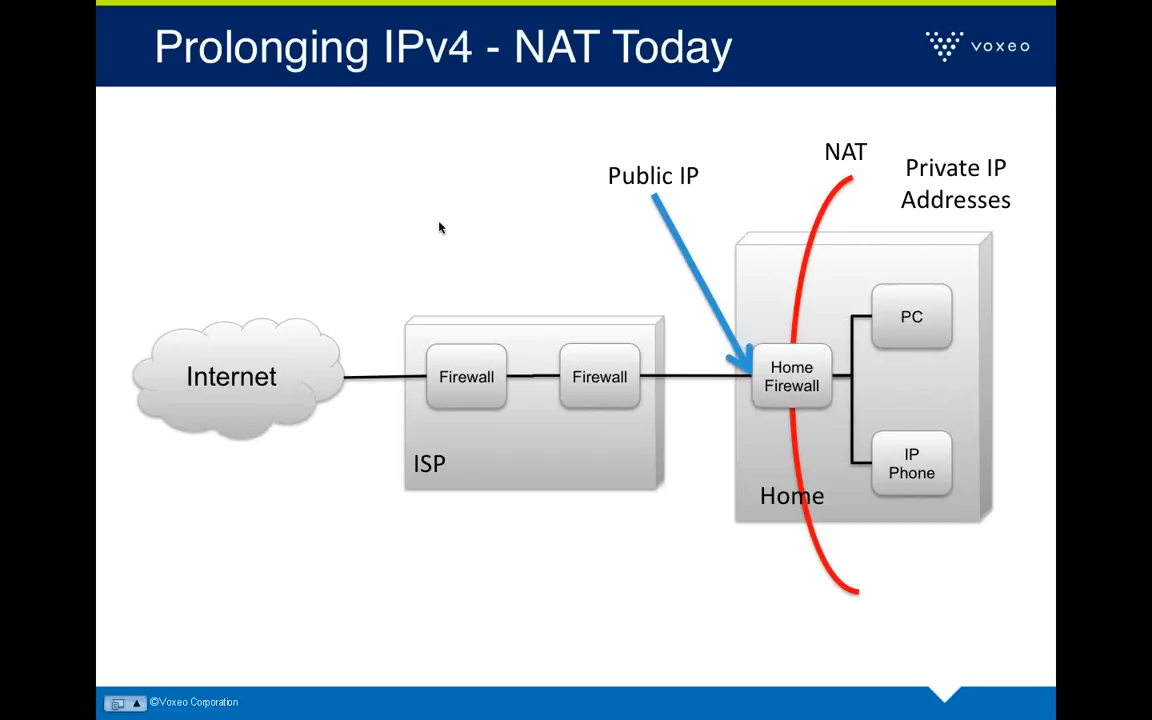 Prolonging IPv4 - NAT Today
voxeo
NAT
Public IP
Private IP
Addresses
Internet
Firewall
Firewall
Home
Firewall
PC
IP
Phone
ISP
Home
©Voxeo Corporation